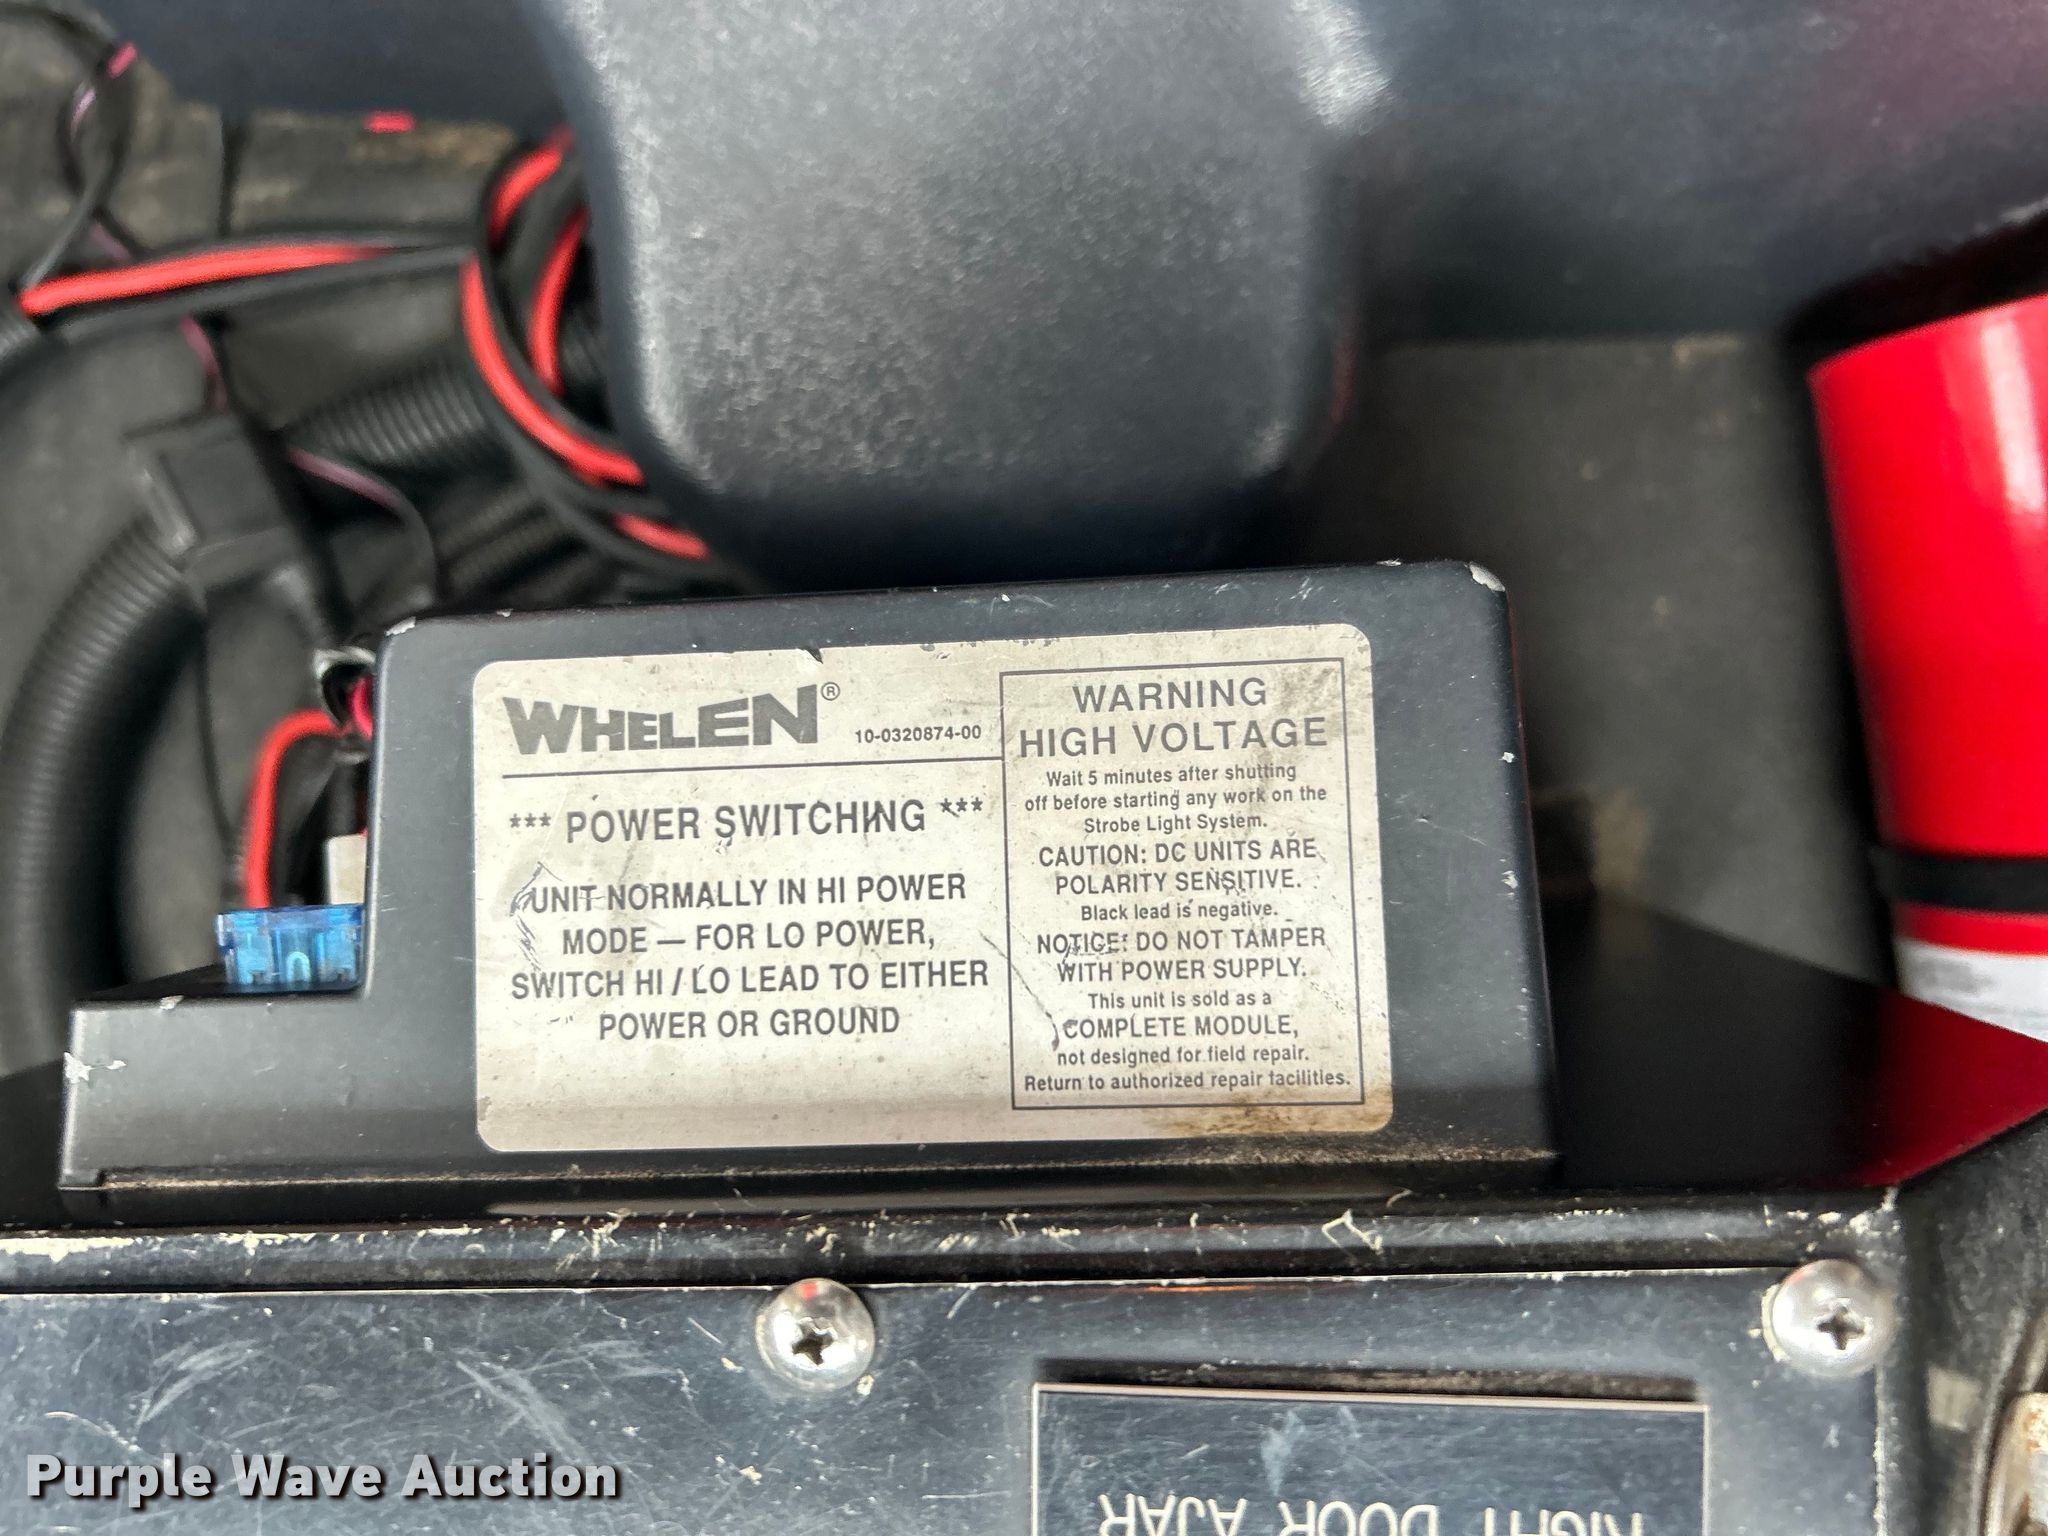 WHELEN®
10-0320874-00
*** POWER SWITCHING ***
UNIT NORMALLY IN HI POWER
MODE — FOR LO POWER,
SWITCH HI / LO LEAD TO EITHER
POWER OR GROUND
WARNING
HIGH VOLTAGE
Wait 5 minutes after shutting
off before starting any work on the
Strobe Light System.
CAUTION: DC UNITS ARE
POLARITY SENSITIVE.
Black lead is negative.
NOTICE: DO NOT TAMPER
WITH POWER SUPPLY.
This unit is sold as a
COMPLETE MODULE,
not designed for field repair.
Return to authorized repair facilities.
RIGHT DOOR AJAR
Purple Wave Auction